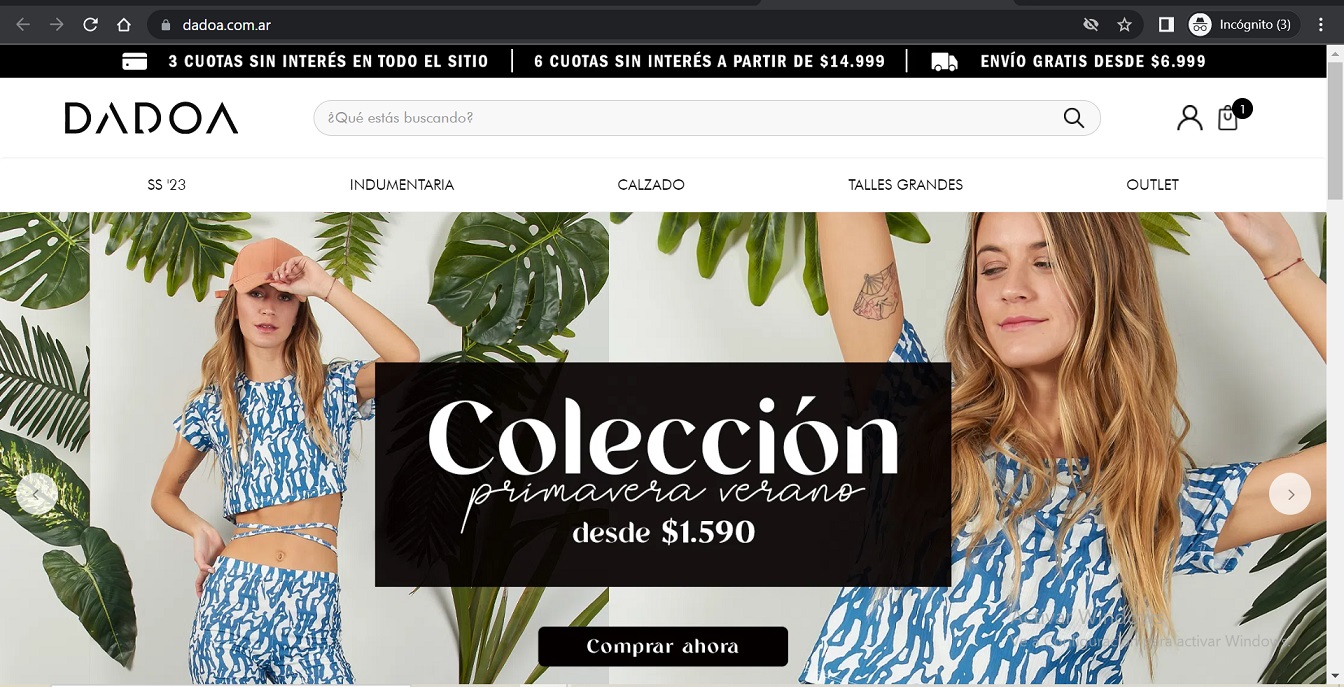 dadoa.com.ar
Incógnito (3)
3 CUOTAS SIN INTERÉS EN TODO EL SITIO
6 CUOTAS SIN INTERÉS A PARTIR DE $14.999
ENVÍO GRATIS DESDE $6.999
DADOA
¿Qué estás buscando?
1
SS '23
INDUMENTARIA
CALZADO
TALLES GRANDES
OUTLET
Colección
primavera verano
desde $1.590
Comprar ahora
Activar Windows
para activar Windows